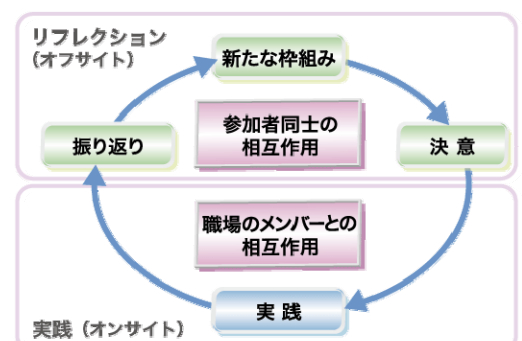 リフレクション
(オフサイト)
新たな枠組み
参加者同士の
相互作用
振り返り
決意
職場のメンバーとの
相互作用
実践
実践(オンサイト)